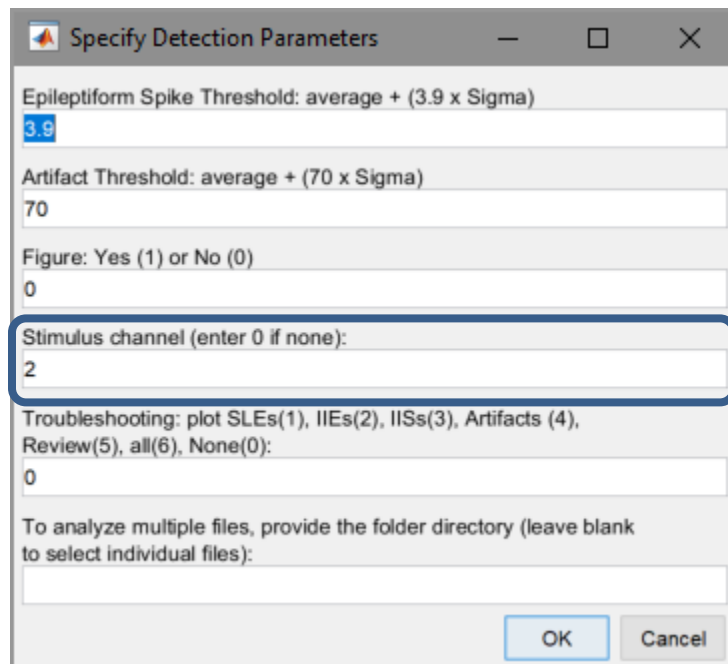 Specify Detection Parameters
Epileptiform Spike Threshold: average + (3.9 x Sigma)
3.9
Artifact Threshold: average + (70 x Sigma)
70
Figure: Yes (1) or No (0)
0
Stimulus channel (enter 0 if none):
2
Troubleshooting: plot SLEs(1), IIEs(2), IISs(3), Artifacts (4),
Review(5), all(6), None(0):
0
To analyze multiple files, provide the folder directory (leave blank
to select individual files):
OK Cancel